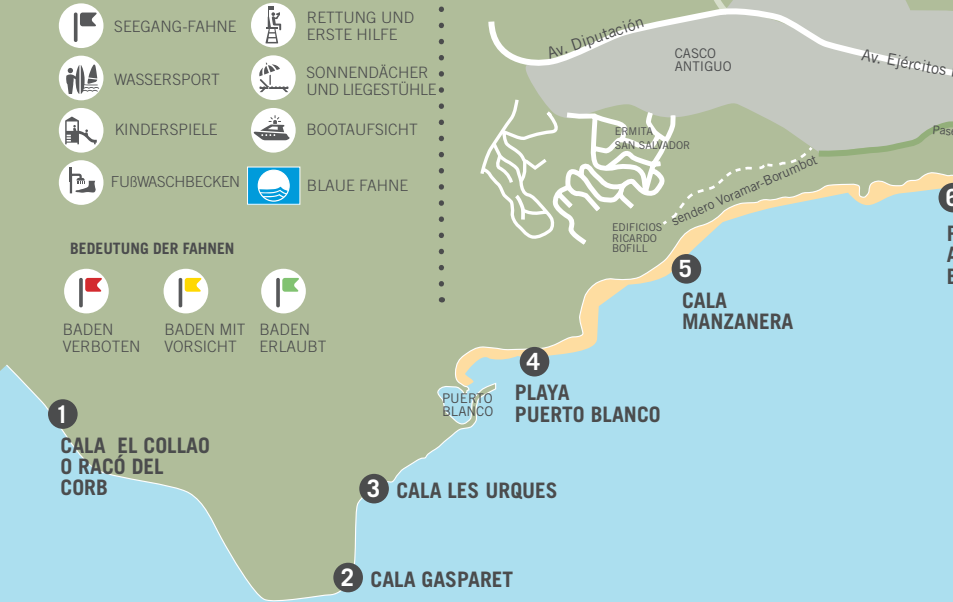 SEEGANG-FAHNE
RETTUNG UND
ERSTE HILFE
WASSERSPORT
SONNENDÄCHER
UND LIEGESTÜHLE
KINDERSPIELE
BOOTAUFSICHT
FUßWASCHBECKEN
BLAUE FAHNE
BEDEUTUNG DER FAHNEN
BADEN
VERBOTEN
BADEN MIT
VORSICHT
BADEN
ERLAUBT
Av. Diputación
CASCO
ANTIGUO
Av. Ejércitos
ERMITA
SAN SALVADOR
sendero Voramar-Borumbot
EDIFICIOS
RICARDO
BOFILL
5
CALA
MANZANERA
4
PLAYA
PUERTO BLANCO
PUERTO
BLANCO
1
CALA EL COLLAO
O RACÓ DEL
CORB
3 CALA LES URQUES
2 CALA GASPARET